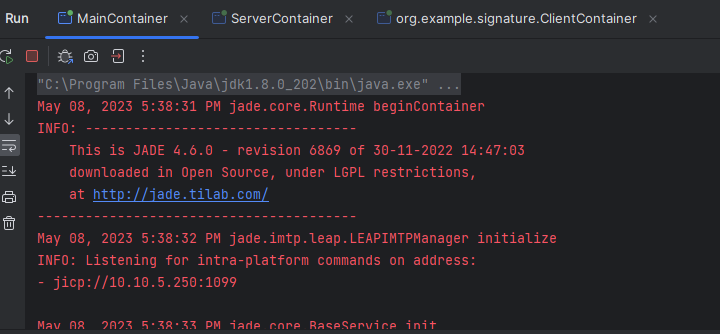 Run MainContainer ServerContainer org.example.signature.ClientContainer
"C:\Program Files\Java\jdk1.8.0_202\bin\java.exe" ...
May 08, 2023 5:38:31 PM jade.core.Runtime beginContainer
INFO: ----------------------------------
This is JADE 4.6.0 - revision 6869 of 30-11-2022 14:47:03
downloaded in Open Source, under LGPL restrictions,
at http://jade.tilab.com/
----------------------------------------
May 08, 2023 5:38:32 PM jade.imtp.leap.LEAPIMTPManager initialize
INFO: Listening for intra-platform commands on address:
- jicp://10.10.5.250:1099
May 08, 2023 5:38:33 PM jade.core.BaseService init